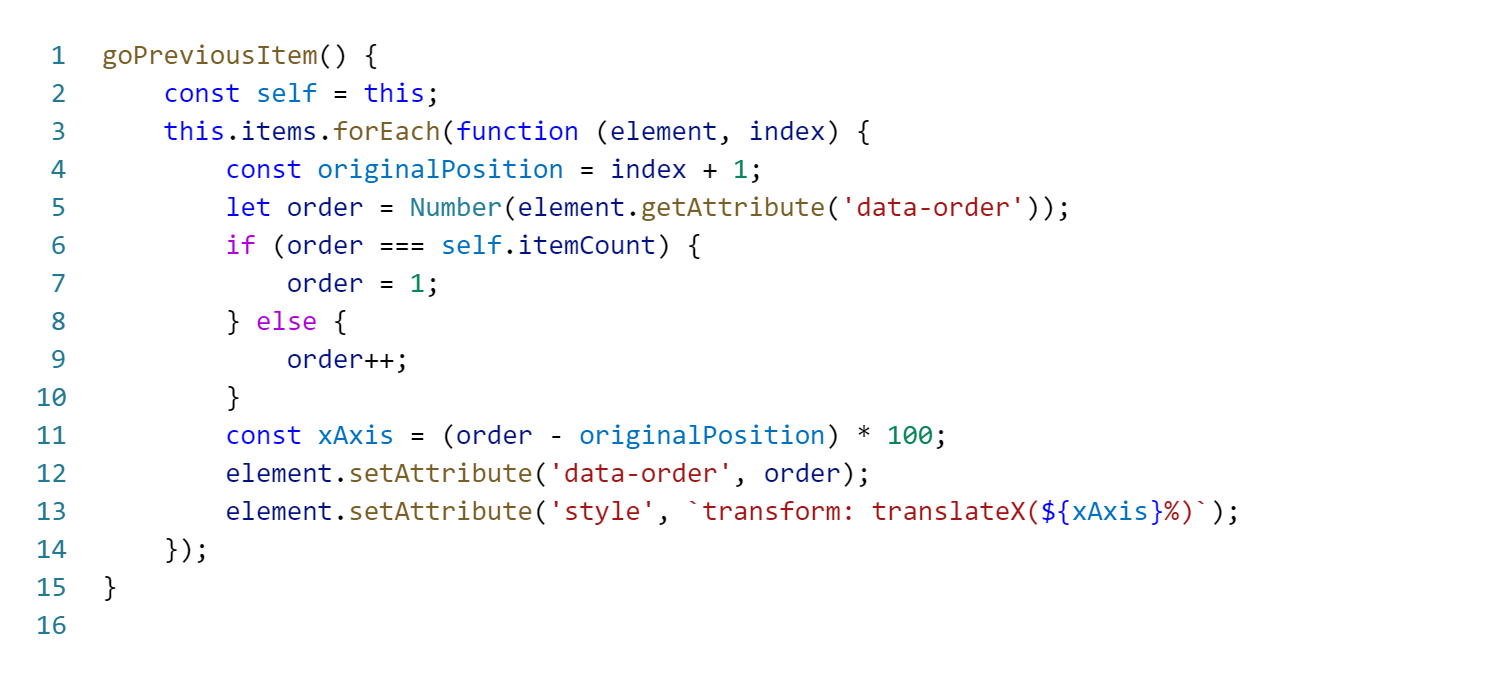 1 goPreviousItem() {
2     const self = this;
3     this.items.forEach(function (element, index) {
4         const originalPosition = index + 1;
5         let order = Number(element.getAttribute('data-order'));
6         if (order === self.itemCount) {
7             order = 1;
8         } else {
9             order++;
10         }
11         const xAxis = (order - originalPosition) * 100;
12         element.setAttribute('data-order', order);
13         element.setAttribute('style', `transform: translateX(${xAxis}%)`);
14     });
15 }
16